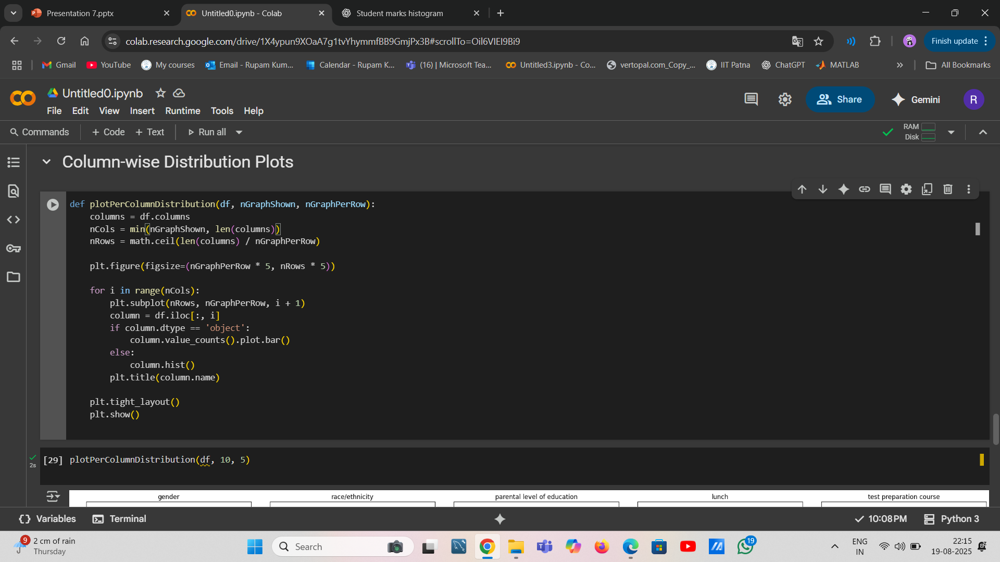 Presentation 7.pptx
Untitled0.ipynb - Colab
Student marks histogram
colab.research.google.com/drive/1X4ypun9XOaA7g1tvYhymmfBB9GmjPx3B#scrollTo=Oil6VIEI9Bi9
Finish update
Gmail
YouTube
My courses
Email - Rupam Kum...
Calendar - Rupam K...
(16) | Microsoft Tea...
Untitled3.ipynb - Co...
vertopal.com_Copy_...
IIT Patna
ChatGPT
MATLAB
All Bookmarks
Untitled0.ipynb
File Edit View Insert Runtime Tools Help
Share
Gemini
R
Commands
+ Code + Text
Run all
RAM
Disk
Column-wise Distribution Plots
def plotPerColumnDistribution(df, nGraphShown, nGraphPerRow):
columns = df.columns
nCols = min(nGraphShown, len(columns))
nRows = math.ceil(len(columns) / nGraphPerRow)
plt.figure(figsize=(nGraphPerRow * 5, nRows * 5))
for i in range(nCols):
plt.subplot(nRows, nGraphPerRow, i + 1)
column = df.iloc[:, i]
if column.dtype == 'object':
column.value_counts().plot.bar()
else:
column.hist()
plt.title(column.name)
plt.tight_layout()
plt.show()
[29] plotPerColumnDistribution(df, 10, 5)
2s
gender
race/ethnicity
parental level of education
lunch
test preparation course
Variables
Terminal
10:08 PM
Python 3
9
2 cm of rain
Thursday
Search
19
ENG
IN
22:15
19-08-2025